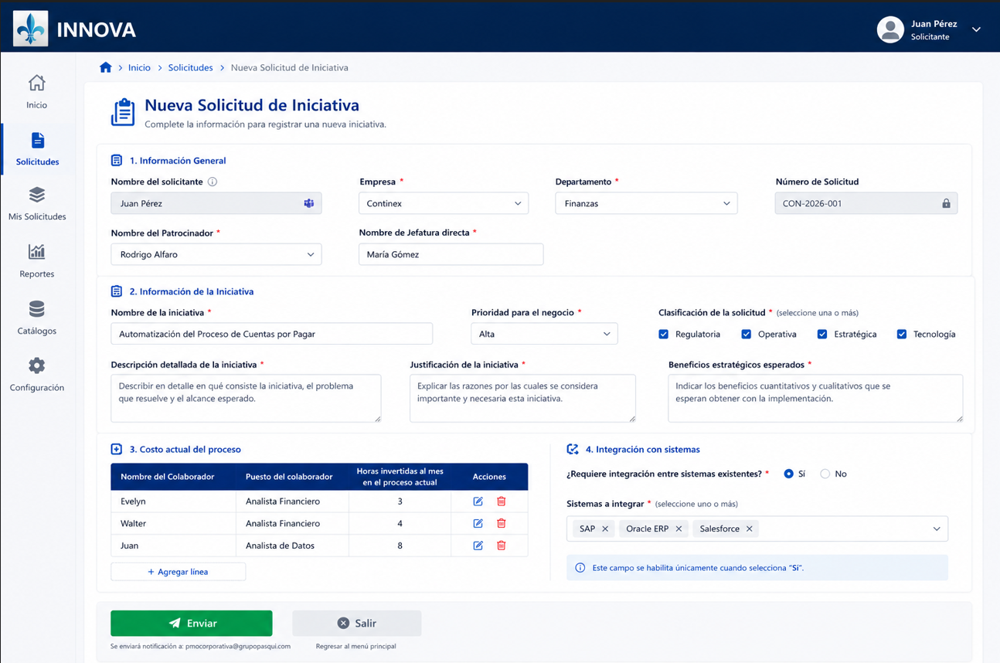 INNOVA
Juan Pérez
Solicitante
Inicio > Solicitudes > Nueva Solicitud de Iniciativa
Inicio
Solicitudes
Mis Solicitudes
Reportes
Catálogos
Configuración
Nueva Solicitud de Iniciativa
Complete la información para registrar una nueva iniciativa.
1. Información General
Nombre del solicitante
Empresa *
Departamento *
Número de Solicitud
Juan Pérez
Continex
Finanzas
CON-2026-001
Nombre del Patrocinador *
Nombre de Jefatura directa *
Rodrigo Alfaro
María Gómez
2. Información de la Iniciativa
Nombre de la iniciativa *
Prioridad para el negocio *
Clasificación de la solicitud * (seleccione una o más)
Automatización del Proceso de Cuentas por Pagar
Alta
Regulatoria
Operativa
Estratégica
Tecnología
Descripción detallada de la iniciativa *
Describir en detalle en qué consiste la iniciativa, el problema
que resuelve y el alcance esperado.
Justificación de la iniciativa *
Explicar las razones por las cuales se considera
importante y necesaria esta iniciativa.
Beneficios estratégicos esperados *
Indicar los beneficios cuantitativos y cualitativos que se
esperan obtener con la implementación.
3. Costo actual del proceso
Nombre del Colaborador
Puesto del colaborador
Horas invertidas al mes
en el proceso actual
Acciones
Evelyn
Analista Financiero
3
Walter
Analista Financiero
4
Juan
Analista de Datos
8
+ Agregar línea
4. Integración con sistemas
¿Requiere integración entre sistemas existentes? *
Sí
No
Sistemas a integrar * (seleccione uno o más)
SAP ×
Oracle ERP ×
Salesforce ×
Este campo se habilita únicamente cuando selecciona "Sí".
Enviar
Se enviará notificación a: pmocorporativa@grupopasqui.com
Salir
Regresar al menú principal